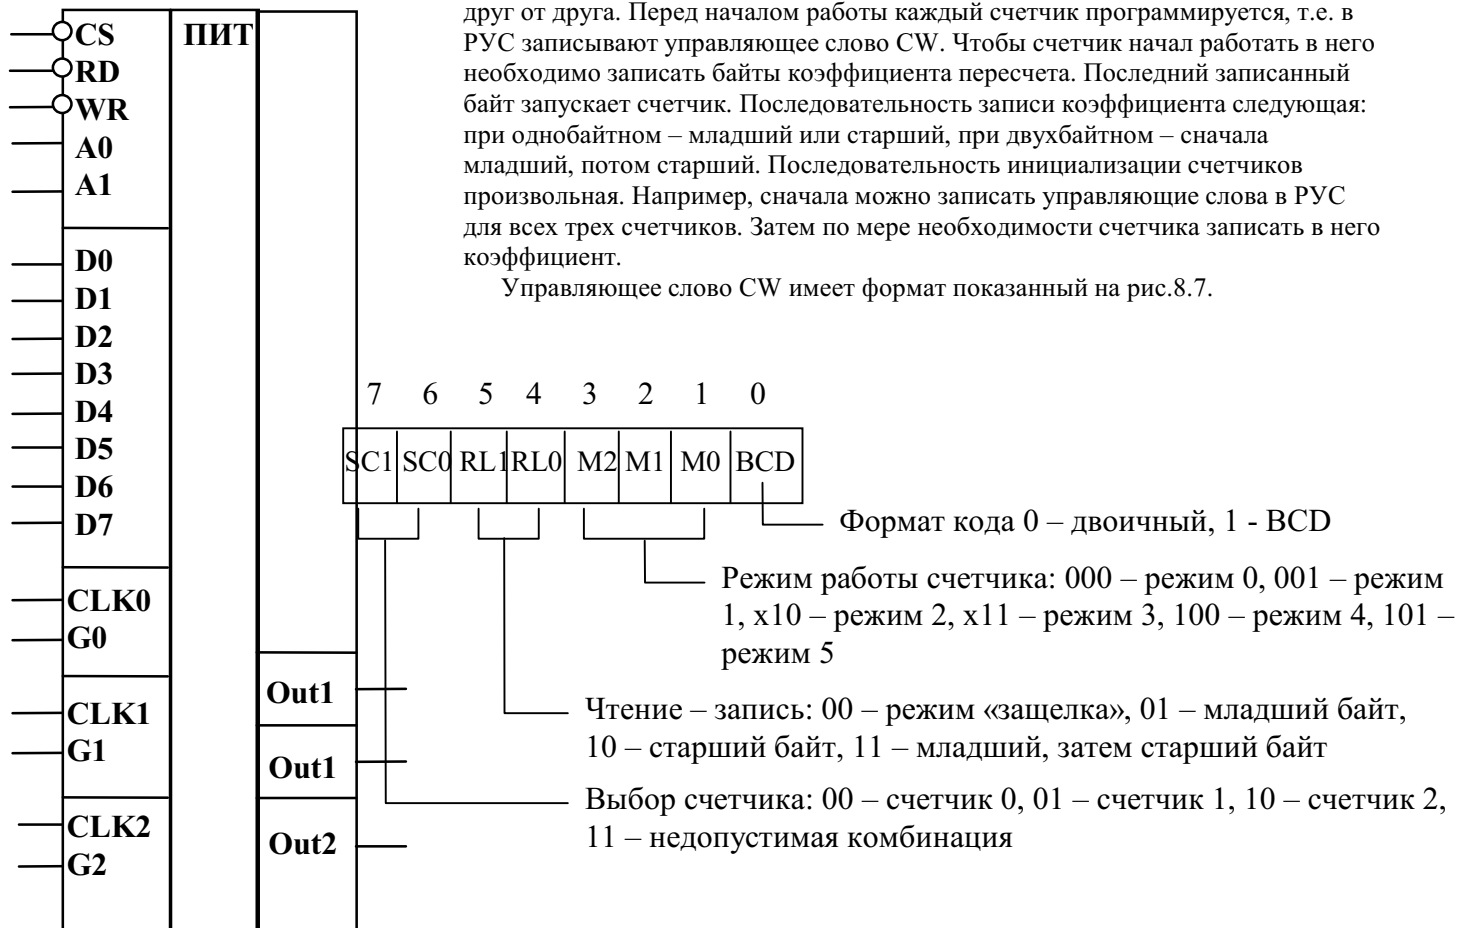 друг от друга. Перед началом работы каждый счетчик программируется, т.е. в
РУС записывают управляющее слово CW. Чтобы счетчик начал работать в него
необходимо записать байты коэффициента пересчета. Последний записанный
байт запускает счетчик. Последовательность записи коэффициента следующая:
при однобайтном – младший или старший, при двухбайтном – сначала
младший, потом старший. Последовательность инициализации счетчиков
произвольная. Например, сначала можно записать управляющие слова в РУС
для всех трех счетчиков. Затем по мере необходимости счетчика записать в него
коэффициент.
Управляющее слово CW имеет формат показанный на рис.8.7.
CS ПИТ
RD
WR
A0
A1
D0
D1
D2
D3
D4
D5
D6
D7
CLK0
G0
CLK1
G1
CLK2
G2
Out1
Out1
Out2
7 6 5 4 3 2 1 0
SC1 SC0 RL1 RL0 M2 M1 M0 BCD
Формат кода 0 – двоичный, 1 - BCD
Режим работы счетчика: 000 – режим 0, 001 – режим
1, x10 – режим 2, x11 – режим 3, 100 – режим 4, 101 –
режим 5
Чтение – запись: 00 – режим «защелка», 01 – младший байт,
10 – старший байт, 11 – младший, затем старший байт
Выбор счетчика: 00 – счетчик 0, 01 – счетчик 1, 10 – счетчик 2,
11 – недопустимая комбинация